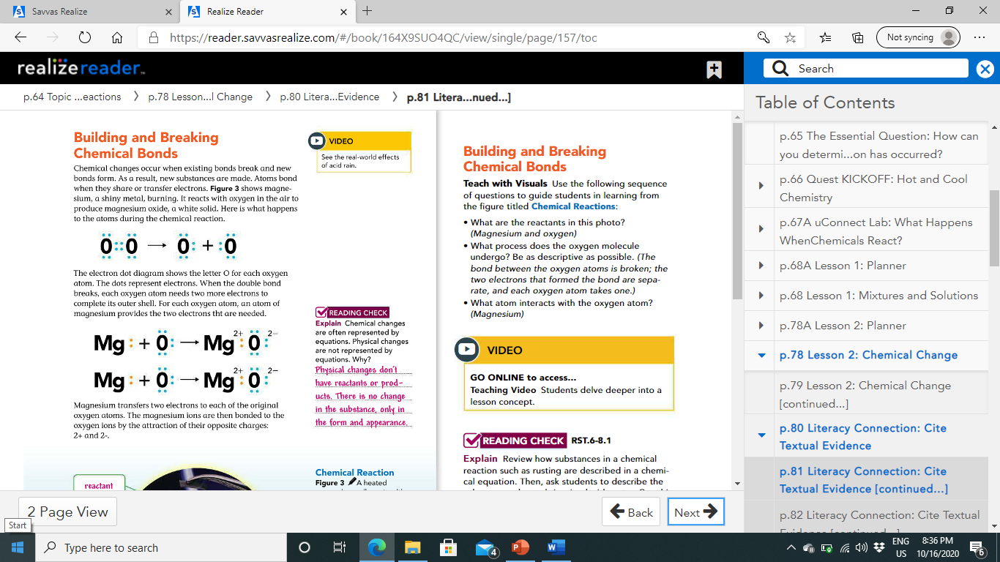 Savvas Realize
Realize Reader
https://reader.savvasrealize.com/#/book/164X9SUO4QC/view/single/page/157/toc
Not syncing
realizereader
Search
p.64 Topic ...eactions
p.78 Lesson...l Change
p.80 Litera...Evidence
p.81 Litera...nued...]
Building and Breaking
Chemical Bonds
Chemical changes occur when existing bonds break and new
bonds form. As a result, new substances are made. Atoms bond
when they share or transfer electrons. Figure 3 shows magne-
sium, a shiny metal, burning. It reacts with oxygen in the air to
produce magnesium oxide, a white solid. Here is what happens
to the atoms during the chemical reaction.
O::O → O: + :O
The electron dot diagram shows the letter O for each oxygen
atom. The dots represent electrons. When the double bond
breaks, each oxygen atom needs two more electrons to
complete its outer shell. For each oxygen atom, an atom of
magnesium provides the two electrons tht are needed.
Mg: + O: → Mg 2+ :O: 2-
Mg: + O: → Mg 2+ :O: 2-
Magnesium transfers two electrons to each of the original
oxygen atoms. The magnesium ions are then bonded to the
oxygen ions by the attraction of their opposite charges:
2+ and 2-.
reactant
VIDEO
See the real-world effects
of acid rain.
READING CHECK
Explain Chemical changes
are often represented by
equations. Physical changes
are not represented by
equations. Why?
Physical changes don't
have reactants or prod-
ucts. There is no change
in the substance, only in
the form and appearance.
Chemical Reaction
Figure 3 A heated
Building and Breaking
Chemical Bonds
Teach with Visuals Use the following sequence
of questions to guide students in learning from
the figure titled Chemical Reactions:
• What are the reactants in this photo?
(Magnesium and oxygen)
• What process does the oxygen molecule
undergo? Be as descriptive as possible. (The
bond between the oxygen atoms is broken; the
two electrons that formed the bond are sepa-
rate, and each oxygen atom takes one.)
• What atom interacts with the oxygen atom?
(Magnesium)
VIDEO
GO ONLINE to access...
Teaching Video Students delve deeper into a
lesson concept.
READING CHECK RST.6-8.1
Explain Review how substances in a chemical
reaction such as rusting are described in a chemi-
cal equation. Then, ask students to describe the
Table of Contents
p.65 The Essential Question: How can
you determi...on has occurred?
p.66 Quest KICKOFF: Hot and Cool
Chemistry
p.67A uConnect Lab: What Happens
WhenChemicals React?
p.68A Lesson 1: Planner
p.68 Lesson 1: Mixtures and Solutions
p.78A Lesson 2: Planner
p.78 Lesson 2: Chemical Change
p.79 Lesson 2: Chemical Change
[continued...]
p.80 Literacy Connection: Cite
Textual Evidence
p.81 Literacy Connection: Cite
Textual Evidence [continued...]
p.82 Literacy Connection: Cite Textual
2 Page View
Back
Next
Start
Type here to search
4
ENG
US
8:36 PM
10/16/2020
6